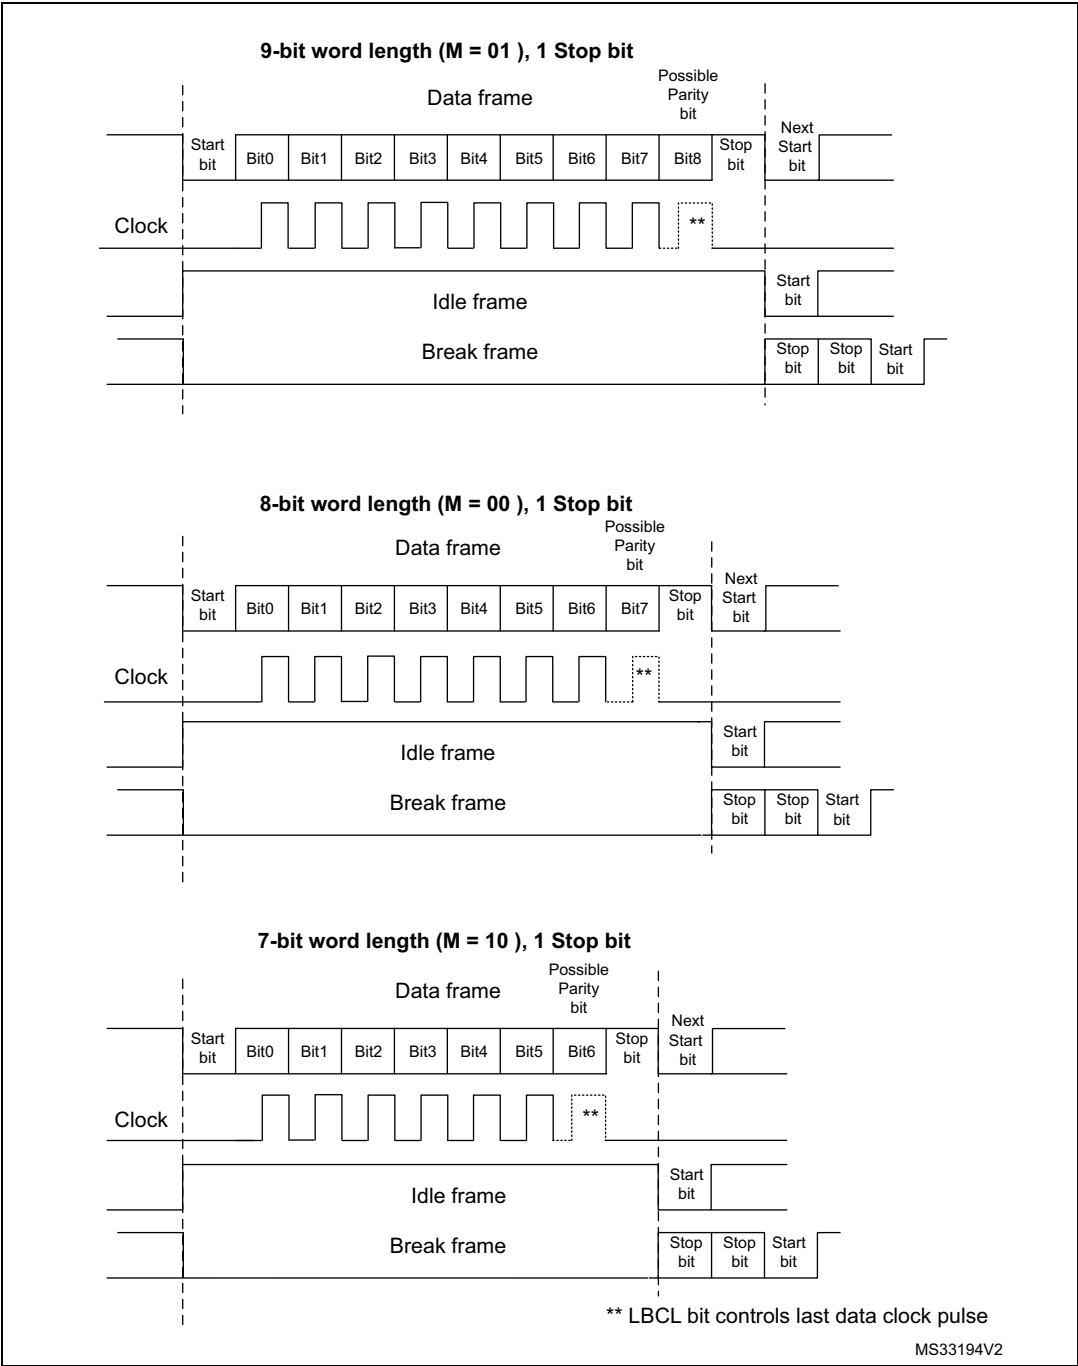 9-bit word length (M = 01 ), 1 Stop bit
Data frame
Possible
Parity
bit
Start
bit
Bit0
Bit1
Bit2
Bit3
Bit4
Bit5
Bit6
Bit7
Bit8
Stop
bit
Next
Start
bit
Clock
**
Idle frame
Start
bit
Break frame
Stop
bit
Stop
bit
Start
bit
8-bit word length (M = 00 ), 1 Stop bit
Data frame
Possible
Parity
bit
Start
bit
Bit0
Bit1
Bit2
Bit3
Bit4
Bit5
Bit6
Bit7
Stop
bit
Next
Start
bit
Clock
**
Idle frame
Start
bit
Break frame
Stop
bit
Stop
bit
Start
bit
7-bit word length (M = 10 ), 1 Stop bit
Data frame
Possible
Parity
bit
Start
bit
Bit0
Bit1
Bit2
Bit3
Bit4
Bit5
Bit6
Stop
bit
Next
Start
bit
Clock
**
Idle frame
Start
bit
Break frame
Stop
bit
Stop
bit
Start
bit
** LBCL bit controls last data clock pulse
MS33194V2